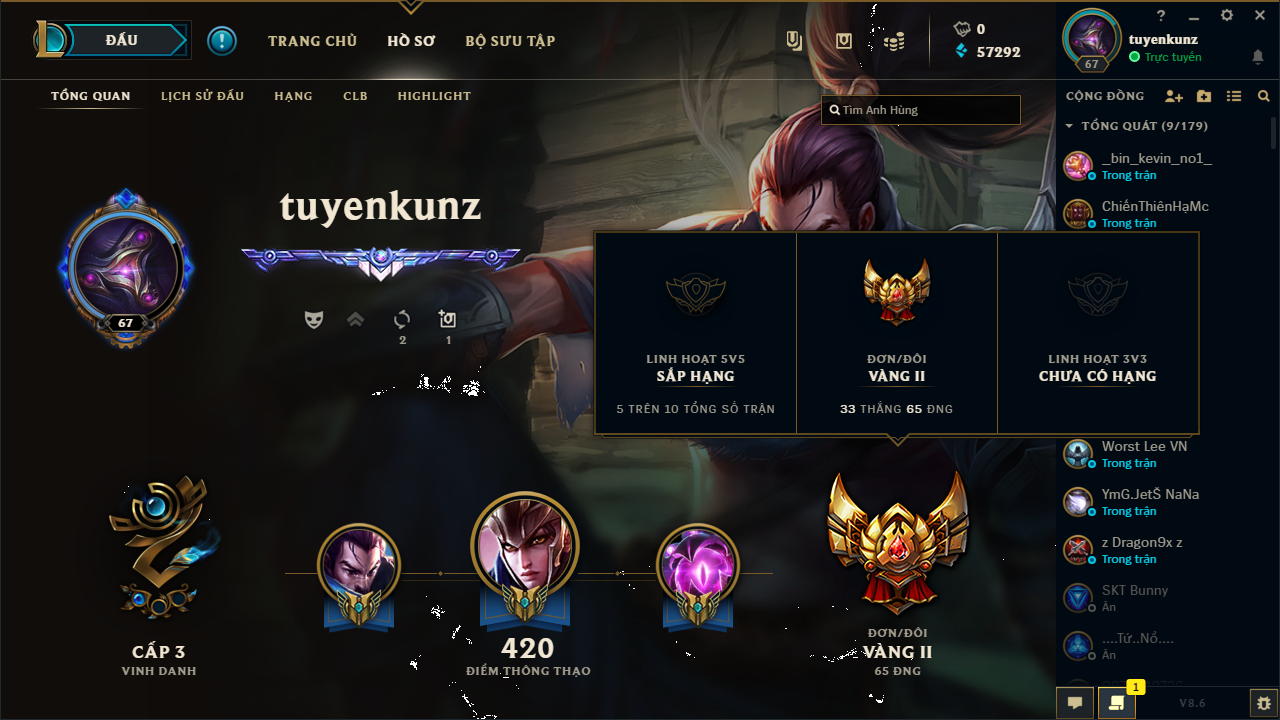 ĐẤU
TRANG CHỦ
HỒ SƠ
BỘ SƯU TẬP
0
57292
67
tuyenkunz
Trực tuyến
TỔNG QUAN
LỊCH SỬ ĐẤU
HẠNG
CLB
HIGHLIGHT
Tìm Anh Hùng
CỘNG ĐỒNG
TỔNG QUÁT (9/179)
_bin_kevin_no1_
Trong trận
ChiếnThiênHạMc
Trong trận
tuyenkunz
67
2
1
LINH HOẠT 5V5
SẮP HẠNG
5 TRÊN 10 TỔNG SỐ TRẬN
ĐƠN/ĐÔI
VÀNG II
33 THẮNG 65 ĐNG
LINH HOẠT 3V3
CHƯA CÓ HẠNG
Worst Lee VN
Trong trận
YmG.JetŠ NaNa
Trong trận
z Dragon9x z
Trong trận
SKT Bunny
Ẩn
....Tứ..Nổ....
Ẩn
CẤP 3
VINH DANH
420
ĐIỂM THÔNG THẠO
ĐƠN/ĐÔI
VÀNG II
65 ĐNG
1
V8.6